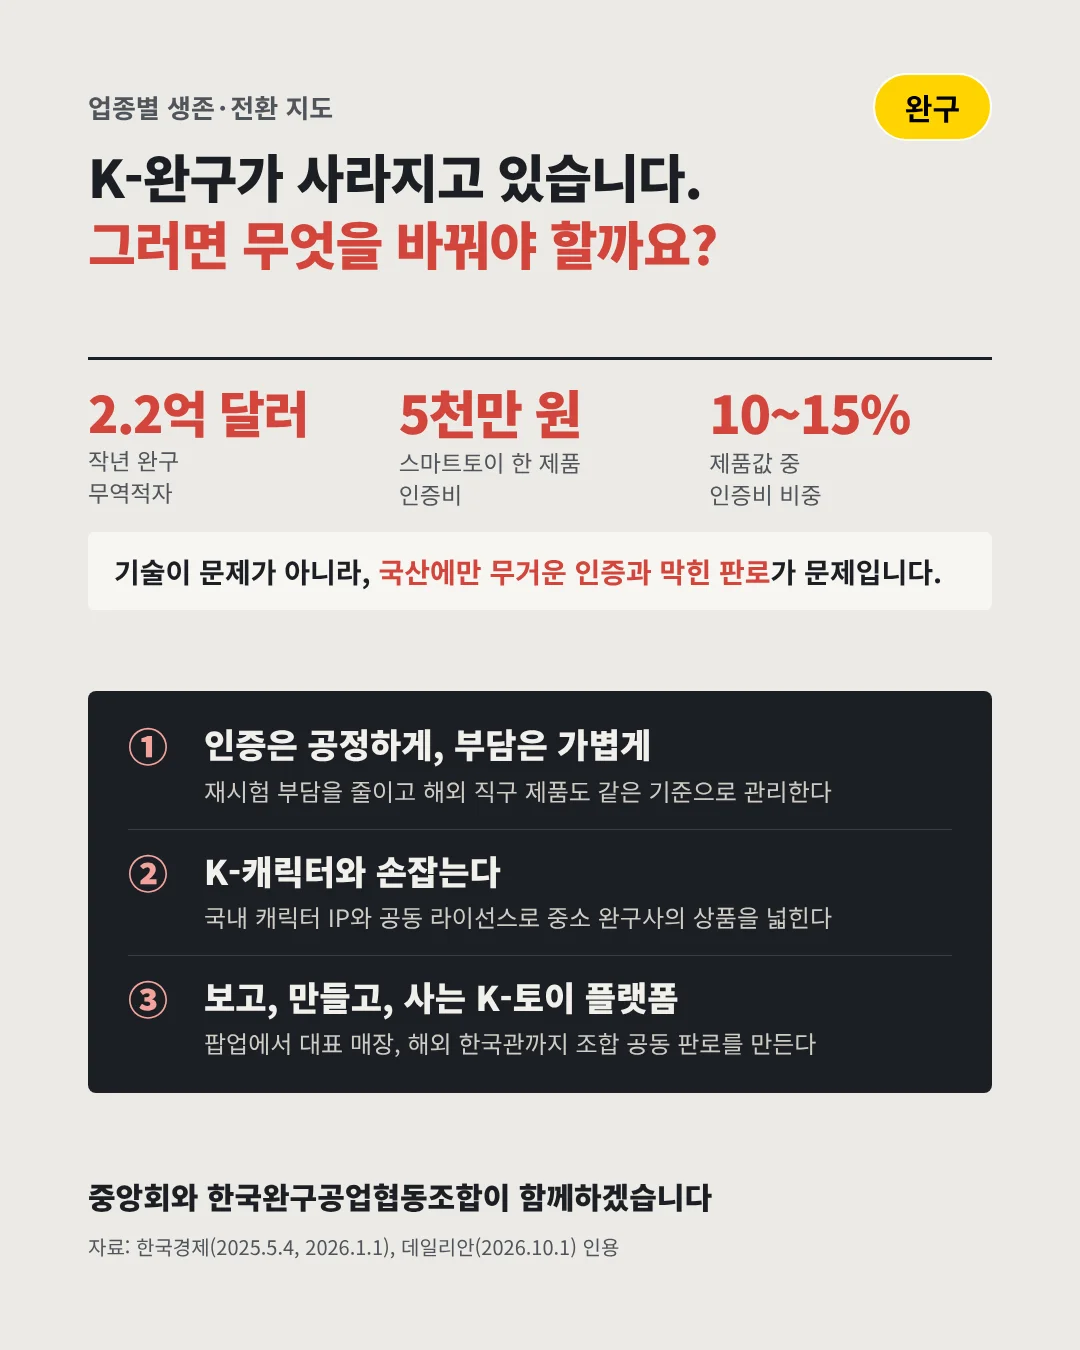 업종별 생존·전환 지도
완구
K-완구가 사라지고 있습니다.
그러면 무엇을 바꿔야 할까요?
2.2억 달러
작년 완구
무역적자
5천만 원
스마트토이 한 제품
인증비
10~15%
제품값 중
인증비 비중
기술이 문제가 아니라, 국산에만 무거운 인증과 막힌 판로가 문제입니다.
① 인증은 공정하게, 부담은 가볍게
재시험 부담을 줄이고 해외 직구 제품도 같은 기준으로 관리한다
② K-캐릭터와 손잡는다
국내 캐릭터 IP와 공동 라이선스로 중소 완구사의 상품을 넓힌다
③ 보고, 만들고, 사는 K-토이 플랫폼
팝업에서 대표 매장, 해외 한국관까지 조합 공동 판로를 만든다
중앙회와 한국완구공업협동조합이 함께하겠습니다
자료: 한국경제(2025.5.4, 2026.1.1), 데일리안(2026.10.1) 인용